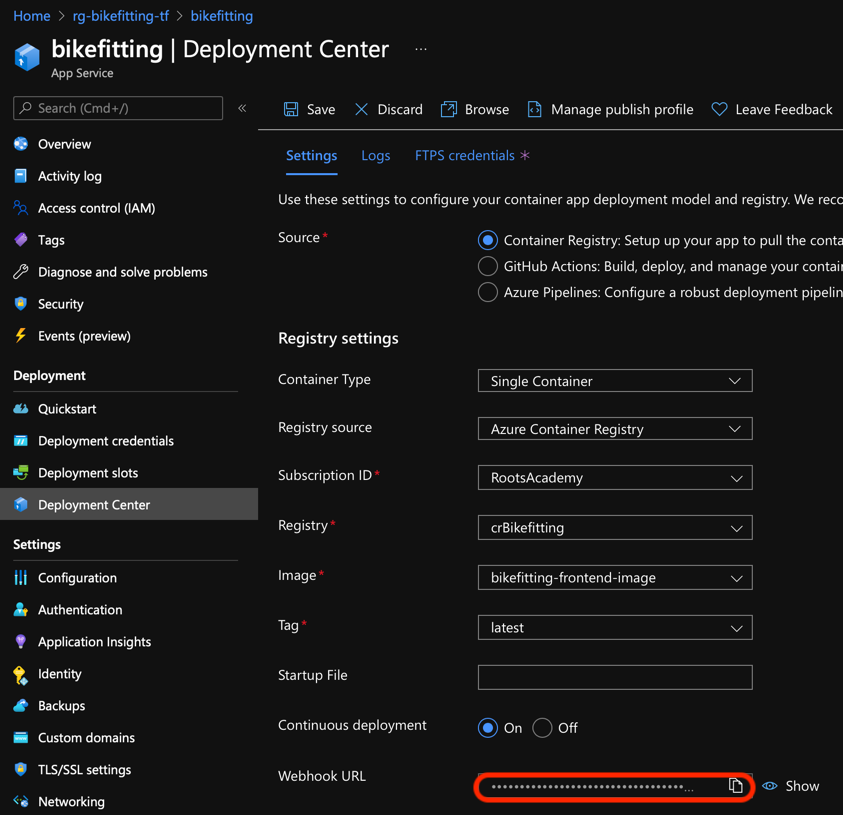 Home > rg-bikefitting-tf > bikefitting
bikefitting | Deployment Center ...
App Service
Search (Cmd+/)
«
Overview
Activity log
Access control (IAM)
Tags
Diagnose and solve problems
Security
Events (preview)
Deployment
Quickstart
Deployment credentials
Deployment slots
Deployment Center
Settings
Configuration
Authentication
Application Insights
Identity
Backups
Custom domains
TLS/SSL settings
Networking
Save Discard Browse Manage publish profile Leave Feedback
Settings Logs FTPS credentials *
Use these settings to configure your container app deployment model and registry. We reco
Source*
Container Registry: Setup up your app to pull the conta
GitHub Actions: Build, deploy, and manage your contain
Azure Pipelines: Configure a robust deployment pipelin
Registry settings
Container Type Single Container
Registry source Azure Container Registry
Subscription ID* RootsAcademy
Registry* crBikefitting
Image* bikefitting-frontend-image
Tag* latest
Startup File
Continuous deployment On Off
Webhook URL ••••••••••••••••••••••••••••••••••... Show